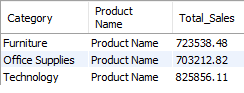 Category Product Name Total_Sales
Furniture Product Name 723538.48
Office Supplies Product Name 703212.82
Technology Product Name 825856.11